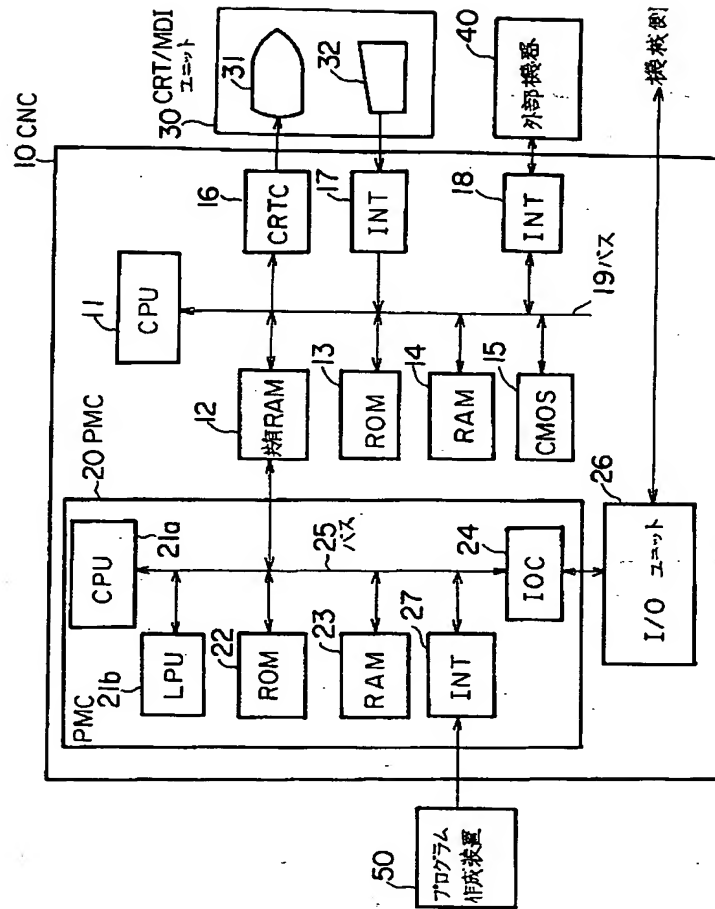 10 CNC
20 PMC
PMC
CPU
21a
21b
LPU
22
ROM
23
RAM
27
INT
24
IOC
25
バス
50
プログラム
作成装置
26
I/O ユニット
機械側
11
CPU
12
共有RAM
13
ROM
14
RAM
15
CMOS
16
CRTC
17
INT
18
INT
19バス
30 CRT/MDI
ユニット
31
32
40
外部機器